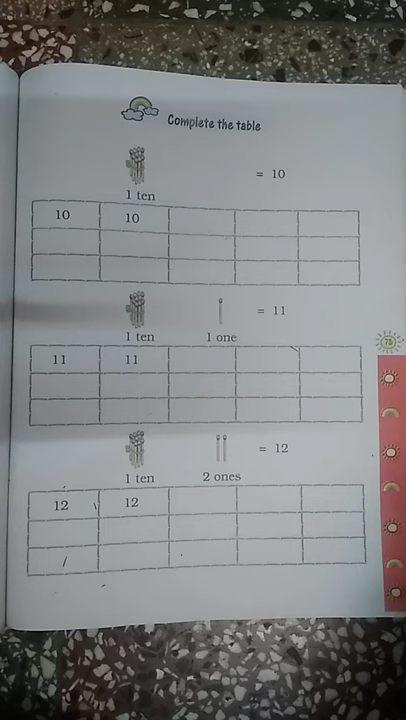 Complete the table
= 10
1 ten
10 10
= 11
1 ten 1 one
75
11 11
= 12
1 ten 2 ones
12 12